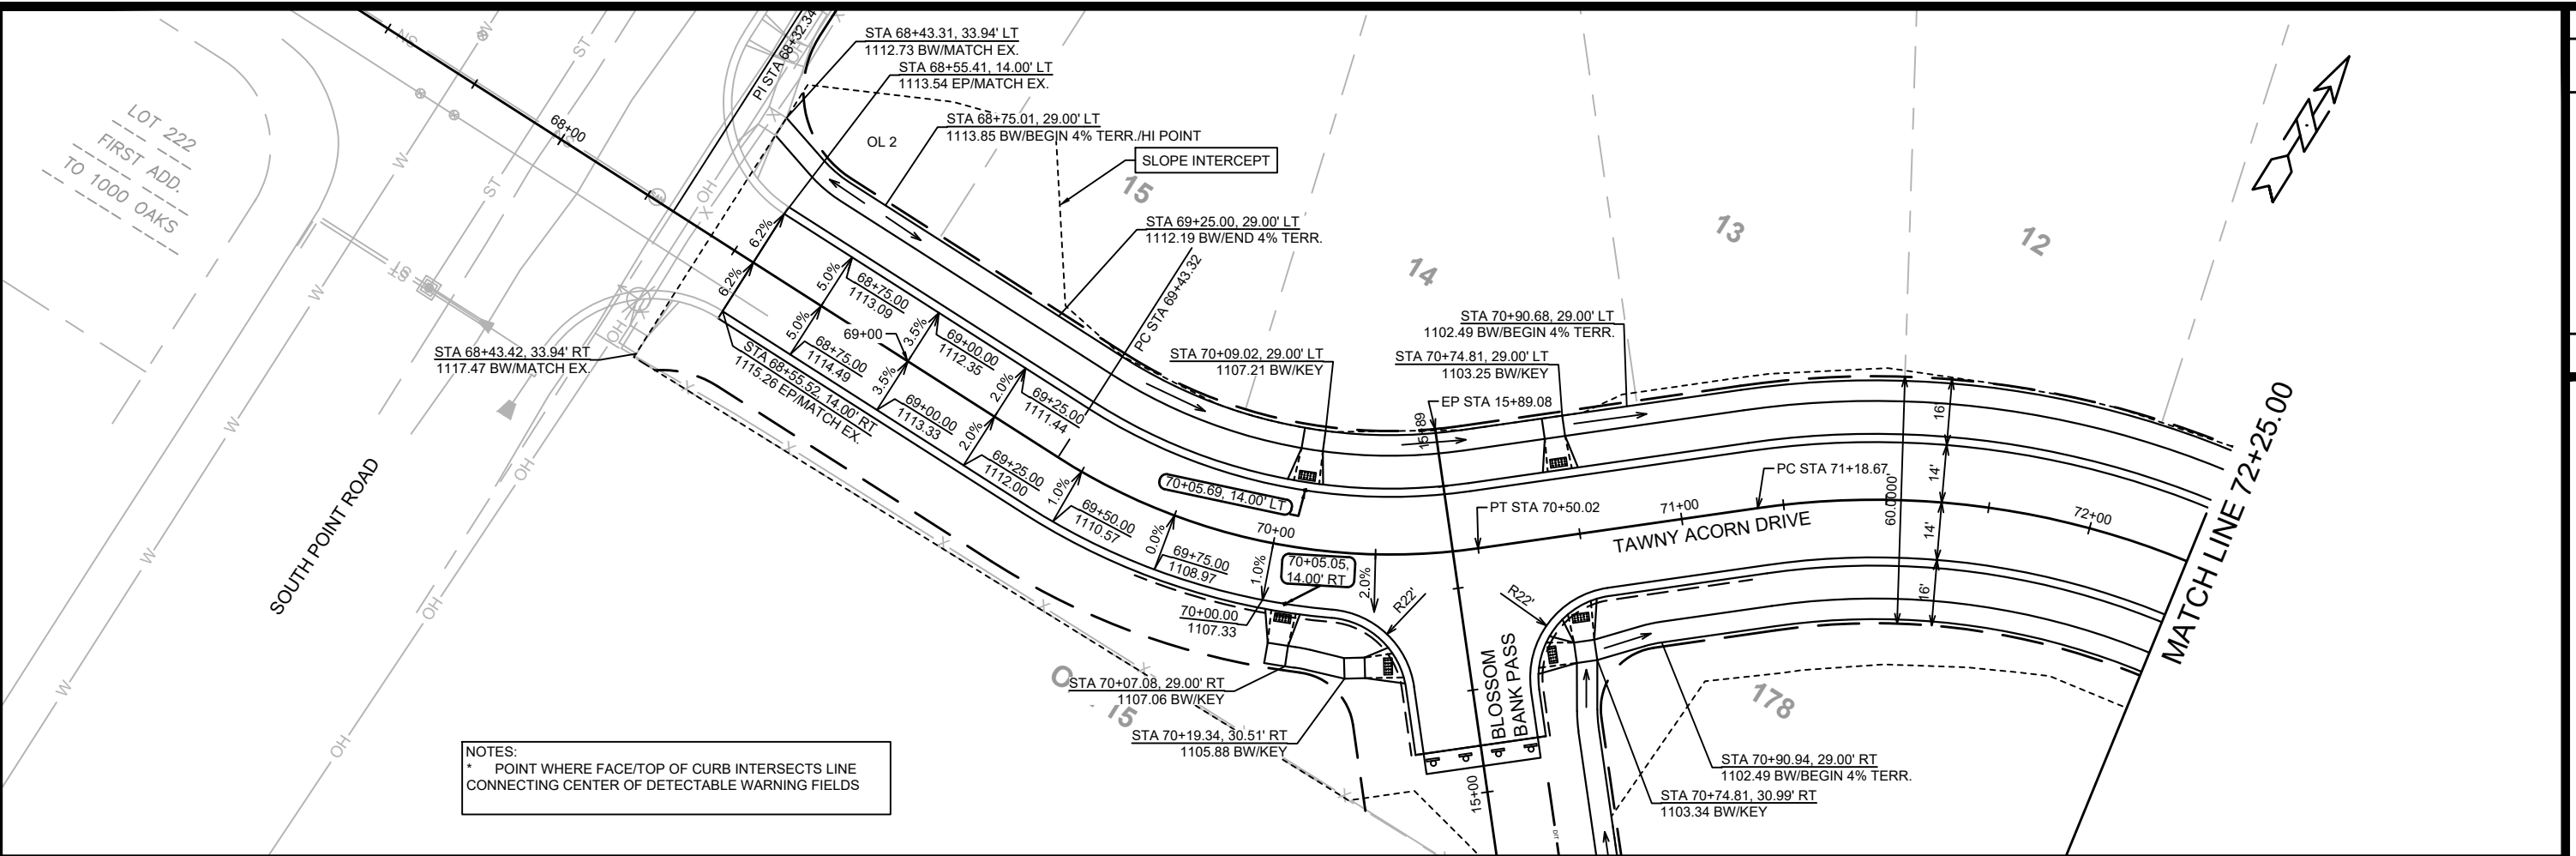 STA 68+43.31, 33.94' LT
1112.73 BW/MATCH EX.
STA 68+55.41, 14.00' LT
1113.54 EP/MATCH EX.
STA 68+75.01, 29.00' LT
1113.85 BW/BEGIN 4% TERR./HI POINT
SLOPE INTERCEPT
STA 69+25.00, 29.00' LT
1112.19 BW/END 4% TERR.
PC STA 69+43.32
STA 70+09.02, 29.00' LT
1107.21 BW/KEY
STA 70+90.68, 29.00' LT
1102.49 BW/BEGIN 4% TERR.
STA 70+74.81, 29.00' LT
1103.25 BW/KEY
EP STA 15+89.08
15+89
PI STA 68+32.34
OL 2
15
14
13
12
LOT 222
FIRST ADD.
TO 1000 OAKS
68+00
SN
W
W
W
W
W
W
ST
ST
ST
OH
OH
OH
OH
OH
OH
X
X
X
X
X
X
X
X
6.2%
6.2%
5.0%
5.0%
3.5%
3.5%
2.0%
2.0%
1.0%
0.0%
1.0%
2.0%
68+75.00
1113.09
69+00
69+00.00
1112.35
69+25.00
1111.44
68+75.00
1114.49
69+00.00
1113.33
69+25.00
1112.00
69+50.00
1110.57
69+75.00
1108.97
70+00.00
1107.33
STA 68+55.52, 14.00' RT
1115.26 EP/MATCH EX.
STA 68+43.42, 33.94' RT
1117.47 BW/MATCH EX.
70+05.69, 14.00' LT
70+00
70+05.05,
14.00' RT
PT STA 70+50.02
71+00
PC STA 71+18.67
TAWNY ACORN DRIVE
60.0000'
16'
14'
14'
16'
72+00
MATCH LINE 72+25.00
R22'
R22'
BLOSSOM
BANK PASS
15+00
178
SOUTH POINT ROAD
STA 70+07.08, 29.00' RT
1107.06 BW/KEY
15
STA 70+19.34, 30.51' RT
1105.88 BW/KEY
STA 70+90.94, 29.00' RT
1102.49 BW/BEGIN 4% TERR.
STA 70+74.81, 30.99' RT
1103.34 BW/KEY
NOTES:
* POINT WHERE FACE/TOP OF CURB INTERSECTS LINE
CONNECTING CENTER OF DETECTABLE WARNING FIELDS